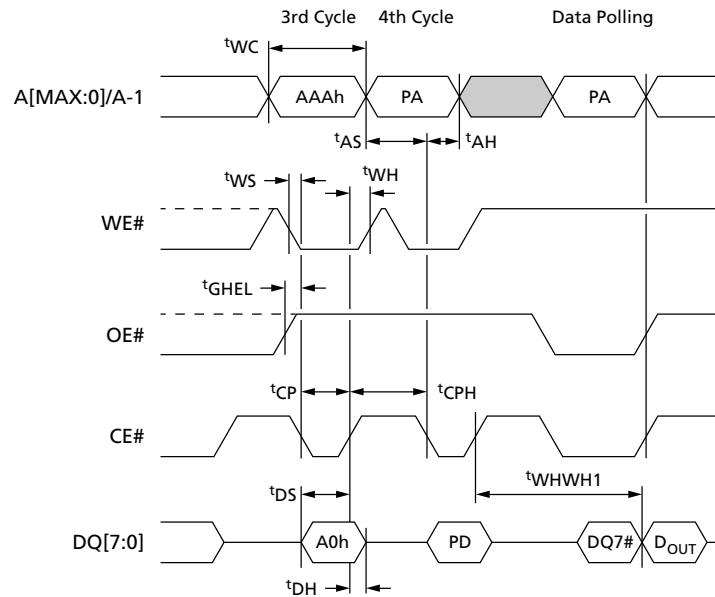 3rd Cycle 4th Cycle Data Polling
tWC
A[MAX:0]/A-1 AAAh PA PA
tAS tAH
tWS tWH
WE#
tGHEL
OE#
tCP tCPH
CE#
tWHWH1
tDS
DQ[7:0] A0h PD DQ7# DOUT
tDH